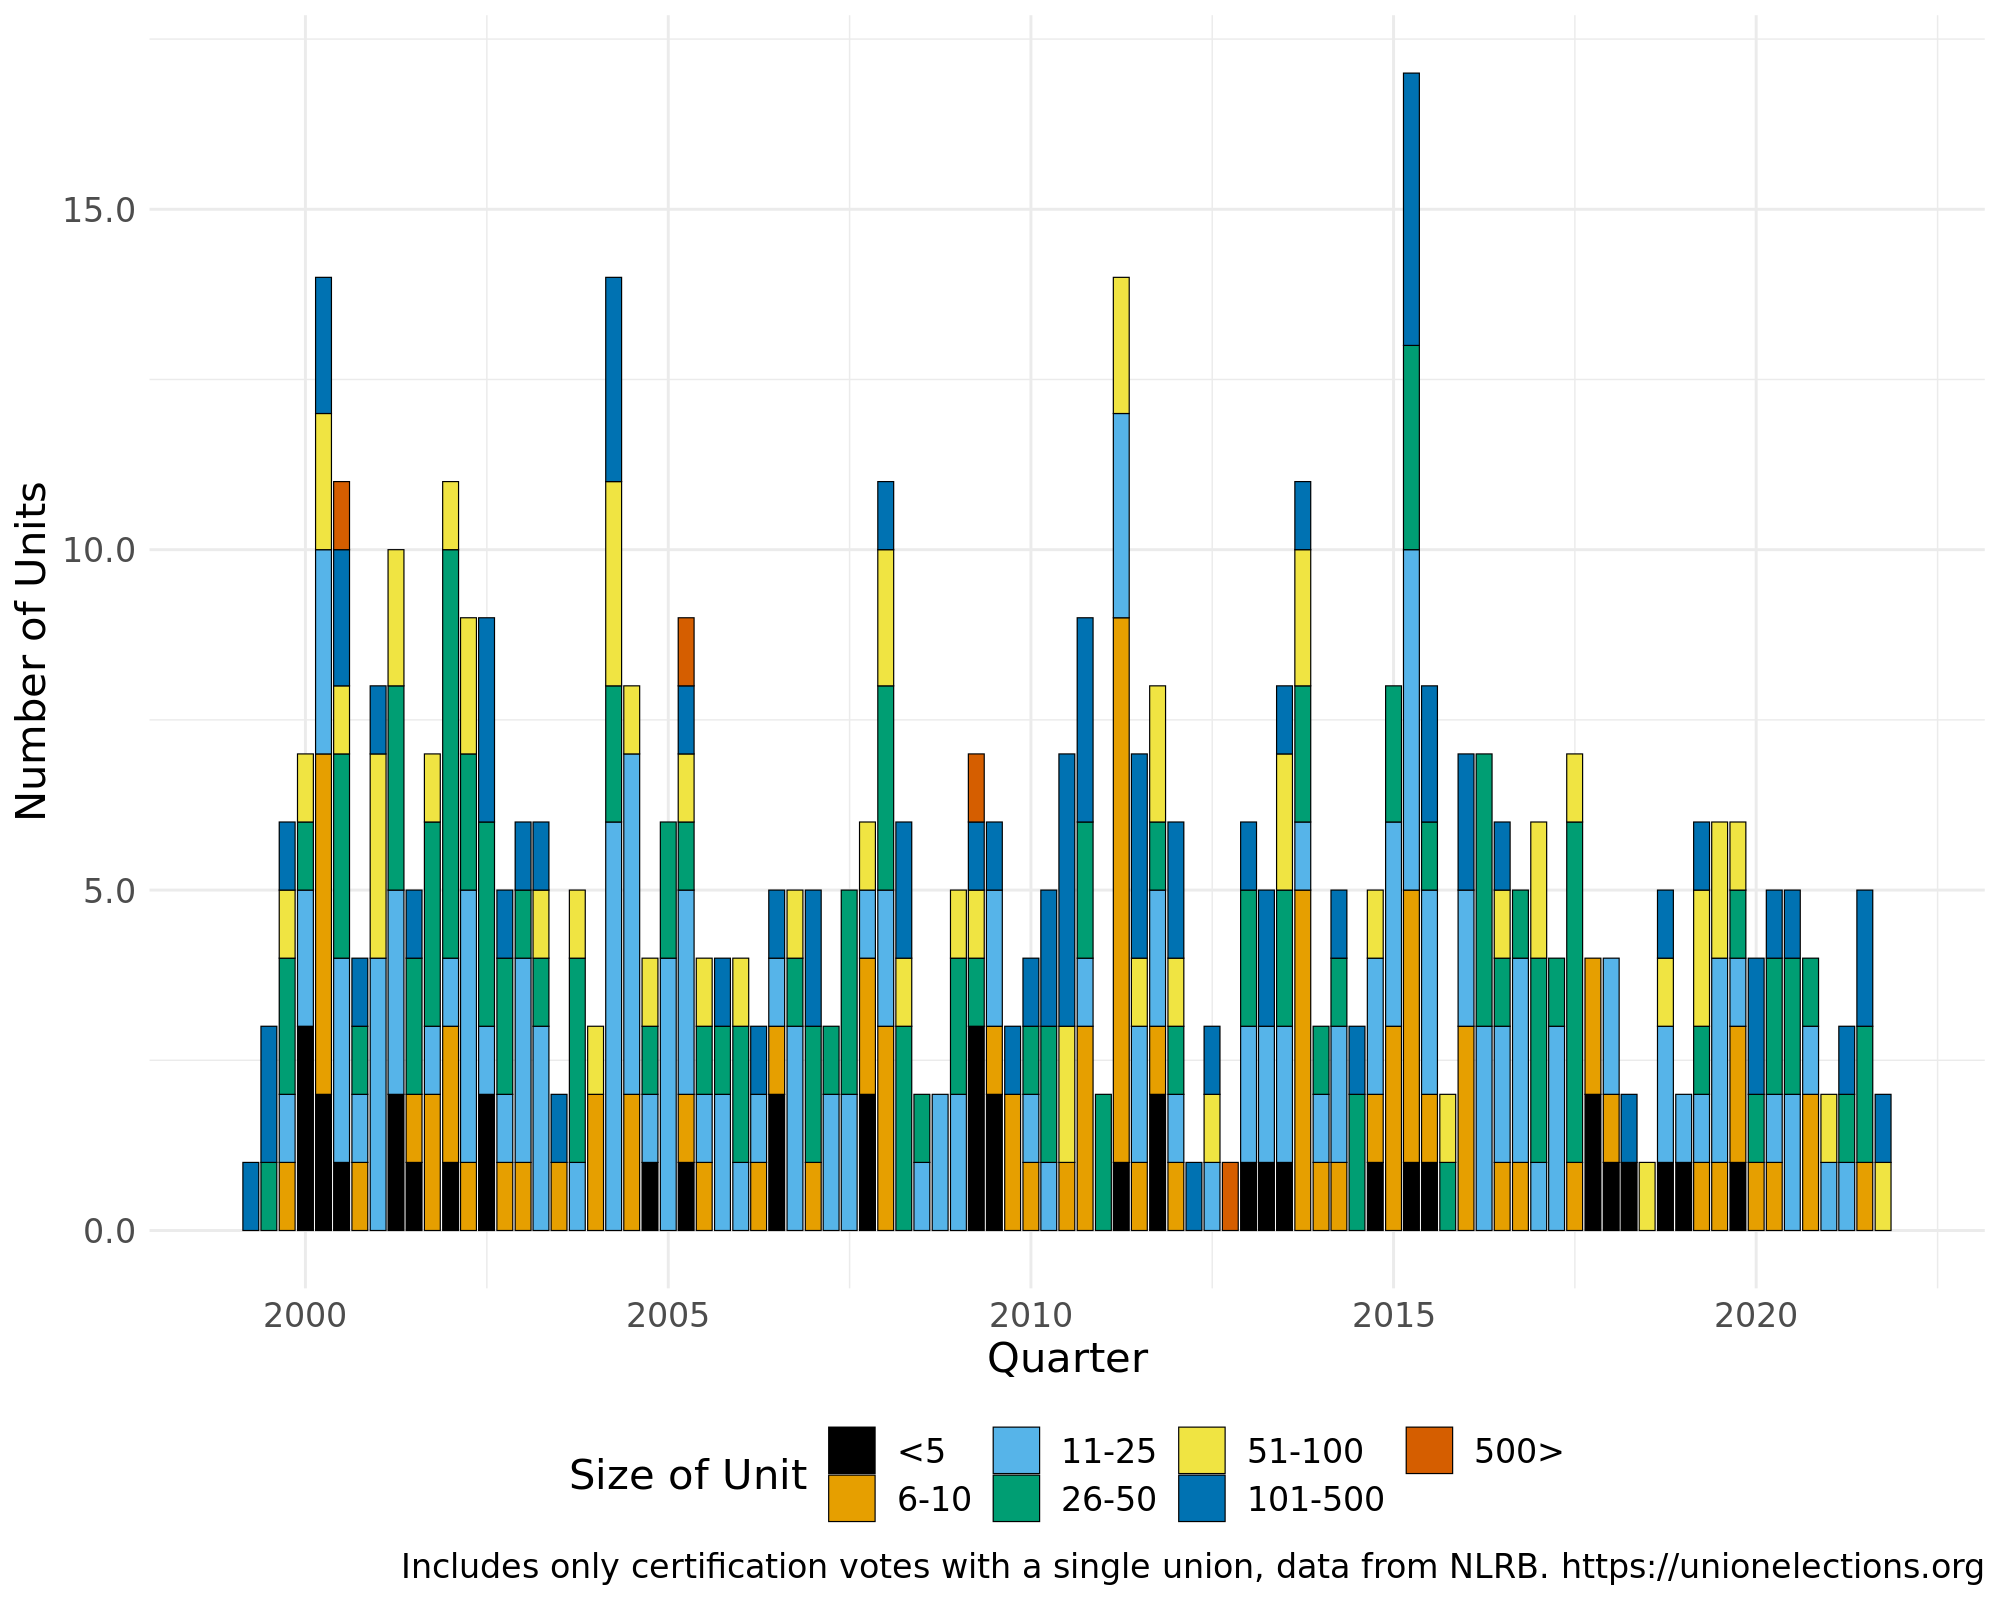 15.0
10.0
5.0
0.0
Number of Units
2000 2005 2010 2015 2020
Quarter
Size of Unit
<5 11-25 51-100 500>
6-10 26-50 101-500
Includes only certification votes with a single union, data from NLRB. https://unionelections.org